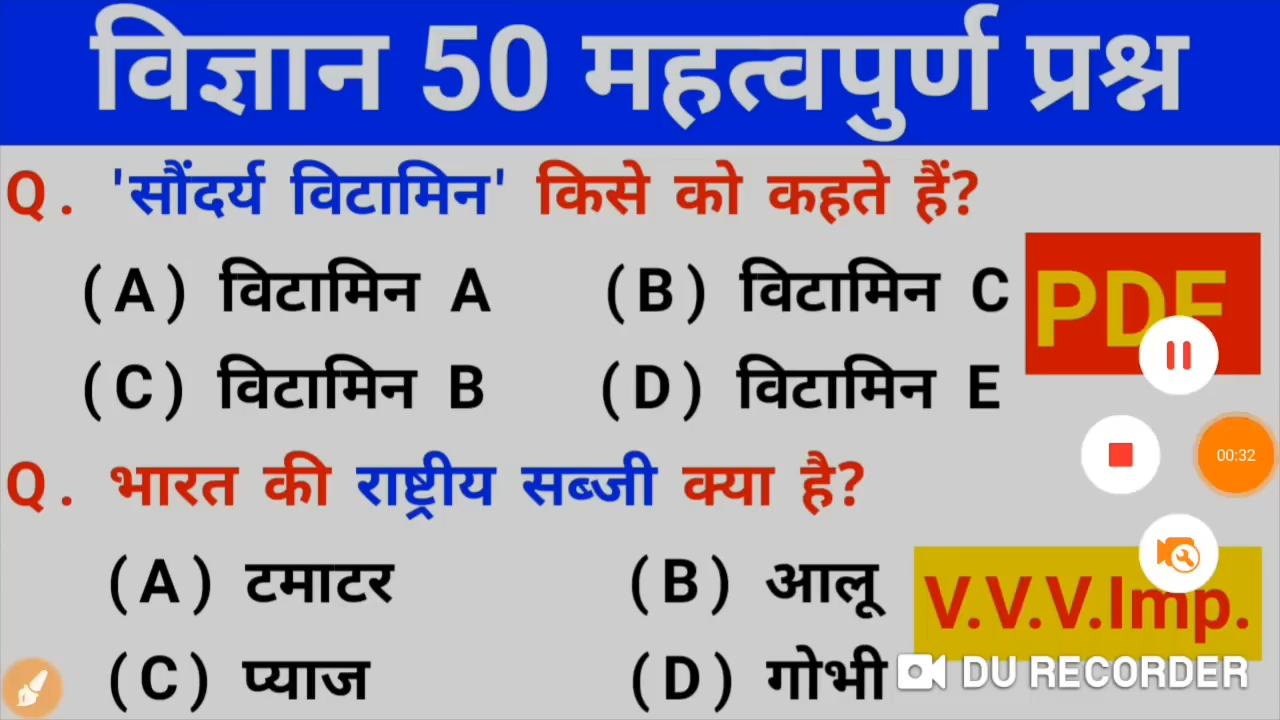 विज्ञान 50 महत्वपुर्ण प्रश्न
Q. 'सौंदर्य विटामिन' किसे को कहते हैं?
(A) विटामिन A (B) विटामिन C
PDF
(C) विटामिन B (D) विटामिन E
00:32
Q. भारत की राष्ट्रीय सब्जी क्या है?
(A) टमाटर (B) आलू
V.V.V.Imp.
(C) प्याज (D) गोभी
DU RECORDER